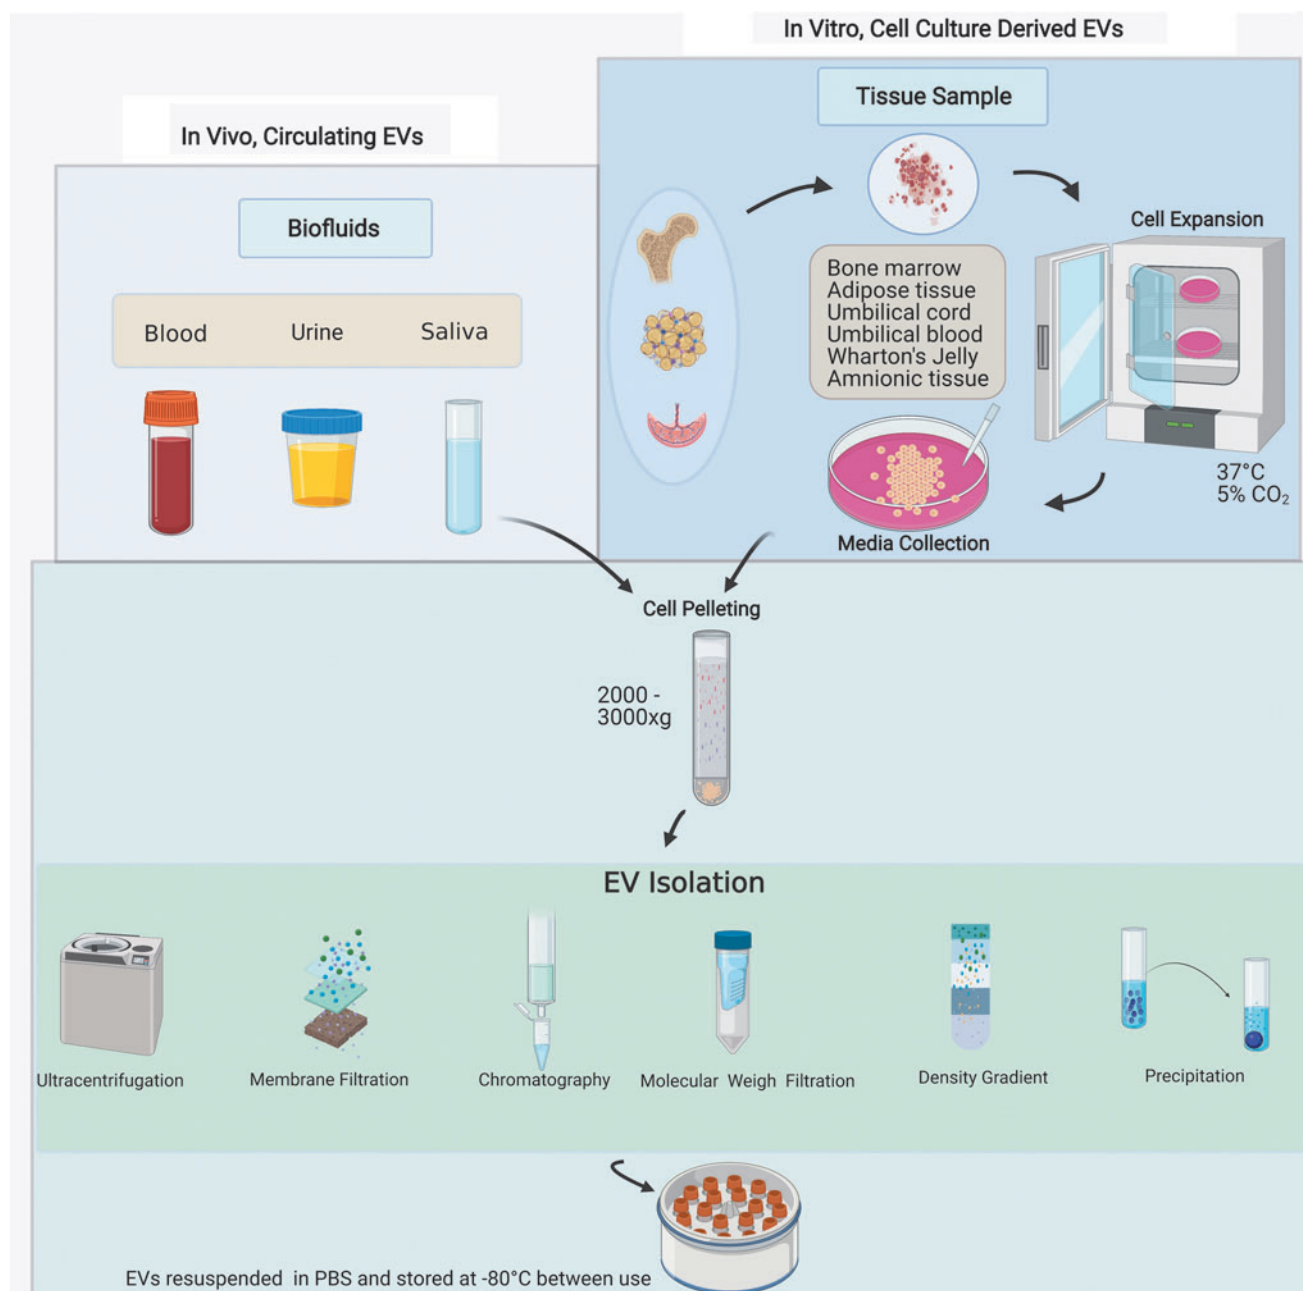 In Vitro, Cell Culture Derived EVs
In Vivo, Circulating EVs
Biofluids
Blood
Urine
Saliva
Tissue Sample
Cell Expansion
Bone marrow
Adipose tissue
Umbilical cord
Umbilical blood
Wharton's Jelly
Amnionic tissue
37°C
5% CO₂
Media Collection
Cell Pelleting
2000 -
3000xg
EV Isolation
Ultracentrifugation
Membrane Filtration
Chromatography
Molecular Weigh Filtration
Density Gradient
Precipitation
EVs resuspended in PBS and stored at -80°C between use